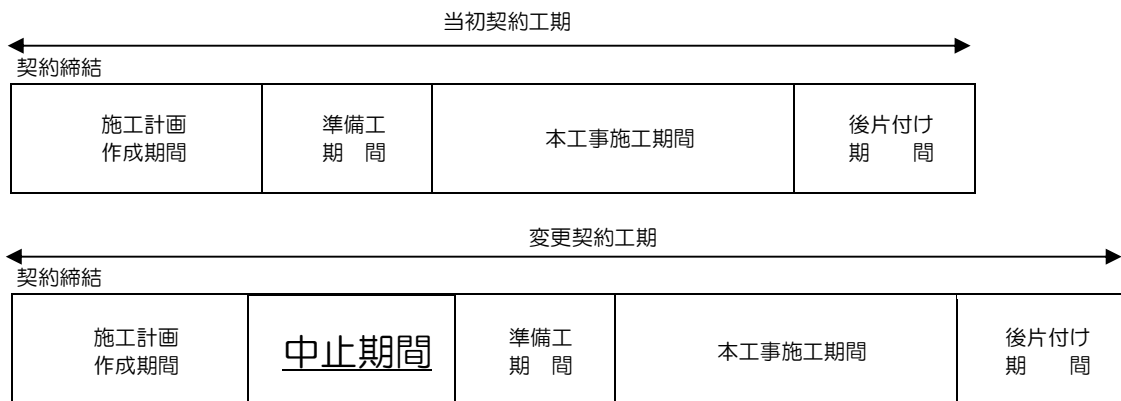 当初契約工期
契約締結
施工計画
作成期間
準備工
期　間
本工事施工期間
後片付け
期　　間
変更契約工期
契約締結
施工計画
作成期間
中止期間
準備工
期　間
本工事施工期間
後片付け
期　　間